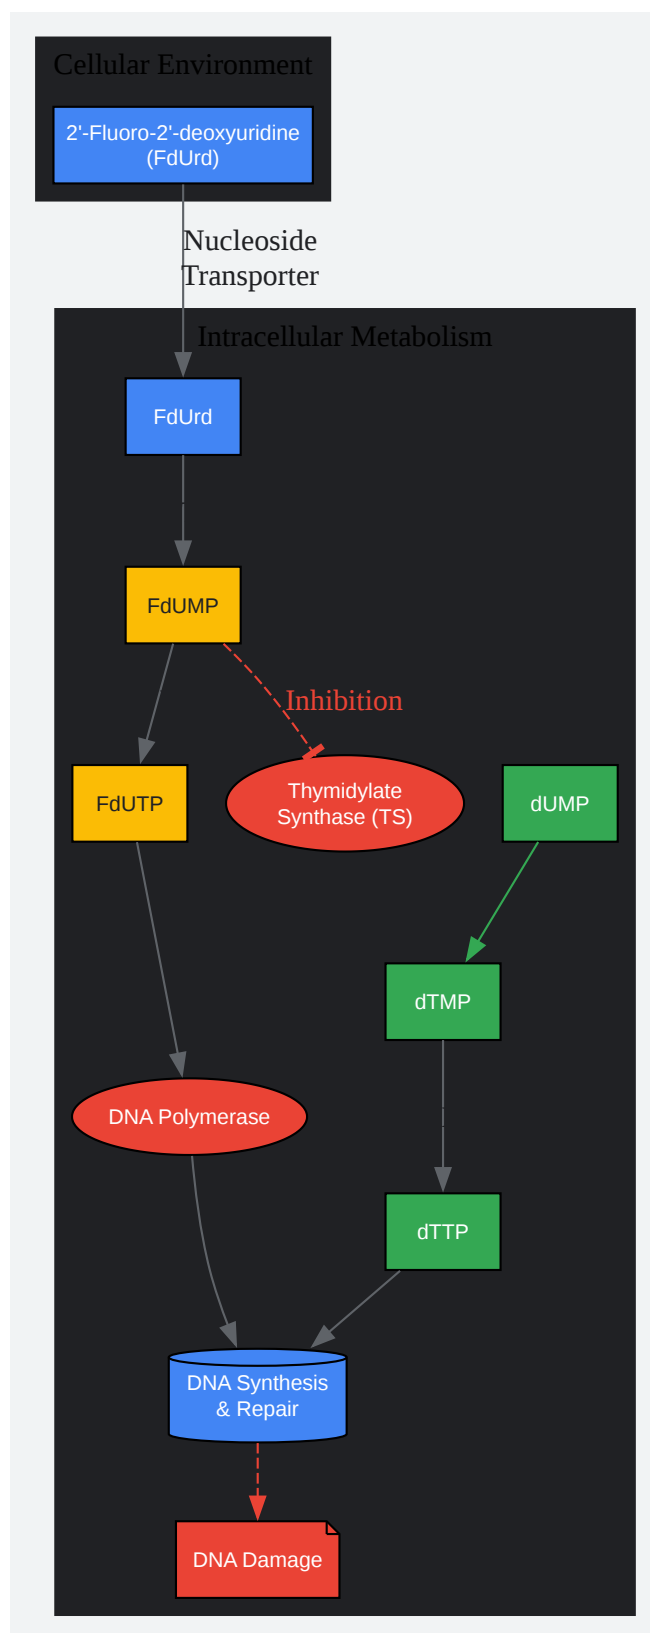 Cellular Environment
2'-Fluoro-2'-deoxyuridine
(FdUrd)
Nucleoside
Transporter
Intracellular Metabolism
FdUrd
FdUMP
Inhibition
FdUTP
Thymidylate
Synthase (TS)
dUMP
dTMP
DNA Polymerase
dTTP
DNA Synthesis
& Repair
DNA Damage